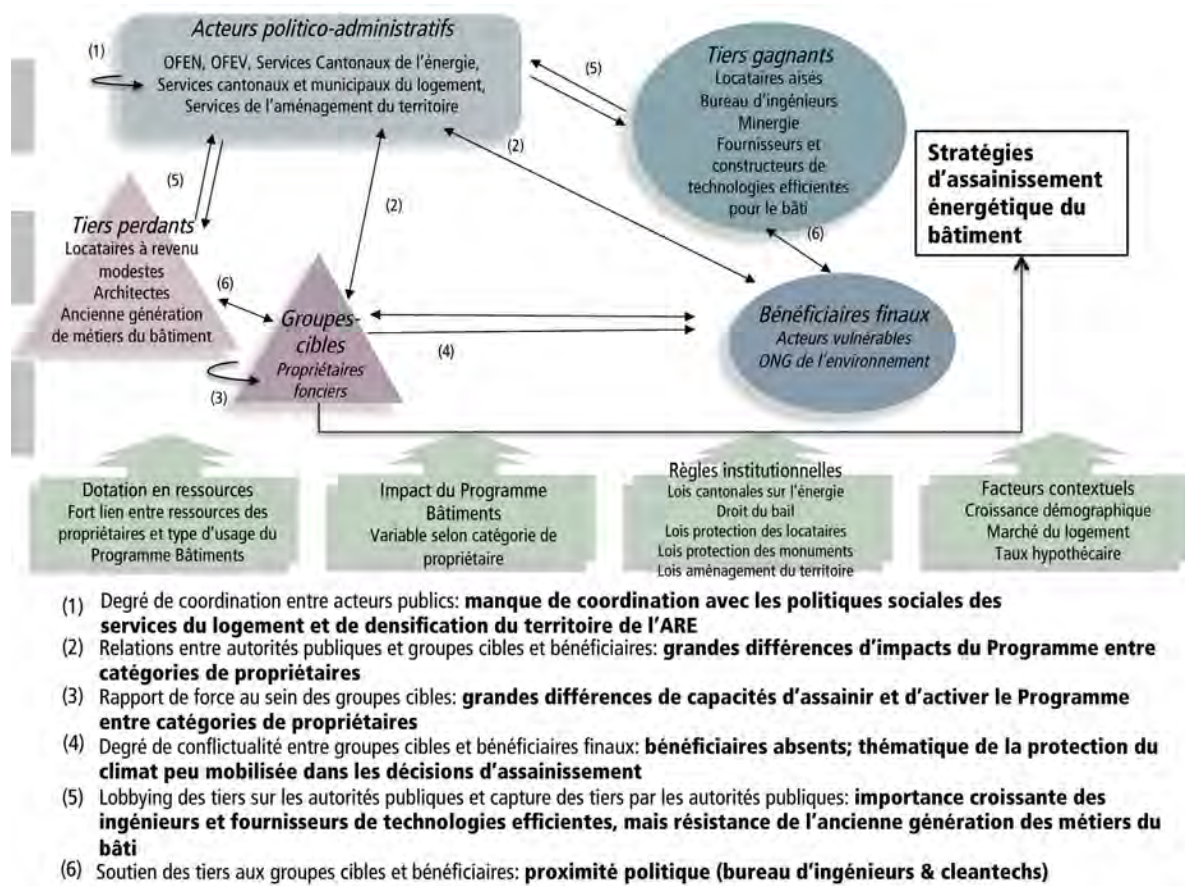 Acteurs politico-administratifs
(1)
OFEN, OFEV, Services Cantonaux de l'énergie,
Services cantonaux et municipaux du logement,
Services de l'aménagement du territoire
(5)
Tiers gagnants
Locataires aisés
Bureau d'ingénieurs
Minergie
Fournisseurs et
constructeurs de
technologies efficientes
pour le bâti
(2)
Stratégies
d'assainissement
énergétique du
bâtiment
(5)
(2)
Tiers perdants
Locataires à revenu
modestes
Architectes
Ancienne génération
de métiers du bâtiment
(6)
(6)
Groupes-
cibles
Propriétaires
fonciers
(3)
(4)
Bénéficiaires finaux
Acteurs vulnérables
ONG de l'environnement
Dotation en ressources
Fort lien entre ressources des
propriétaires et type d'usage du
Programme Bâtiments
Impact du Programme
Bâtiments
Variable selon catégorie de
propriétaire
Règles institutionnelles
Lois cantonales sur l'énergie
Droit du bail
Lois protection des locataires
Lois protection des monuments
Lois aménagement du territoire
Facteurs contextuels
Croissance démographique
Marché du logement
Taux hypothécaire
(1) Degré de coordination entre acteurs publics: manque de coordination avec les politiques sociales des
services du logement et de densification du territoire de l'ARE
(2) Relations entre autorités publiques et groupes cibles et bénéficiaires: grandes différences d'impacts du Programme entre
catégories de propriétaires
(3) Rapport de force au sein des groupes cibles: grandes différences de capacités d'assainir et d'activer le Programme
entre catégories de propriétaires
(4) Degré de conflictualité entre groupes cibles et bénéficiaires finaux: bénéficiaires absents; thématique de la protection du
climat peu mobilisée dans les décisions d'assainissement
(5) Lobbying des tiers sur les autorités publiques et capture des tiers par les autorités publiques: importance croissante des
ingénieurs et fournisseurs de technologies efficientes, mais résistance de l'ancienne génération des métiers du
bâti
(6) Soutien des tiers aux groupes cibles et bénéficiaires: proximité politique (bureau d'ingénieurs & cleantechs)